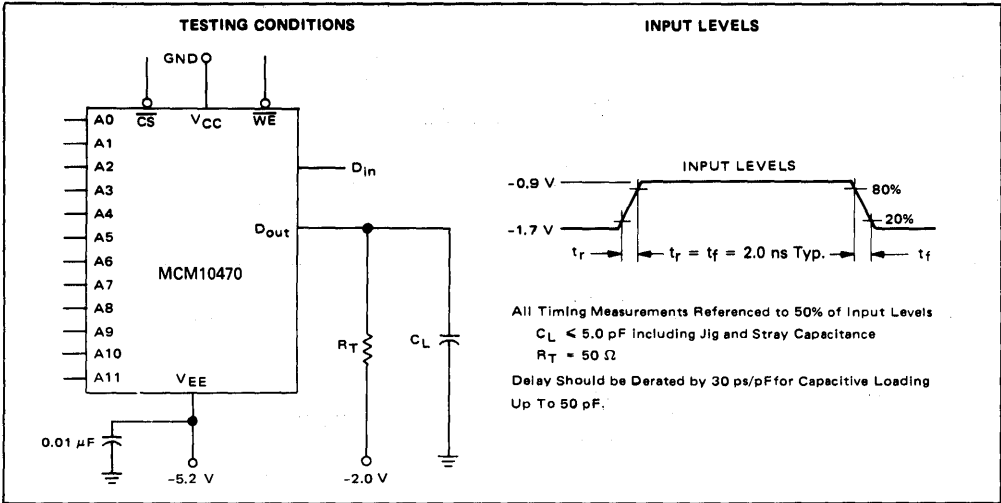 TESTING CONDITIONS
GND
CS VCC WE
A0
A1
A2
A3
A4
A5
A6
A7
A8
A9
A10
A11
Din
Dout
MCM10470
VEE
RT
CL
0.01 µF
-5.2 V
-2.0 V
INPUT LEVELS
INPUT LEVELS
-0.9 V
80%
20%
-1.7 V
tr tr = tf = 2.0 ns Typ. tf
All Timing Measurements Referenced to 50% of Input Levels
CL ≤ 5.0 pF Including Jig and Stray Capacitance
RT = 50 Ω
Delay Should be Derated by 30 ps/pF for Capacitive Loading
Up To 50 pF.